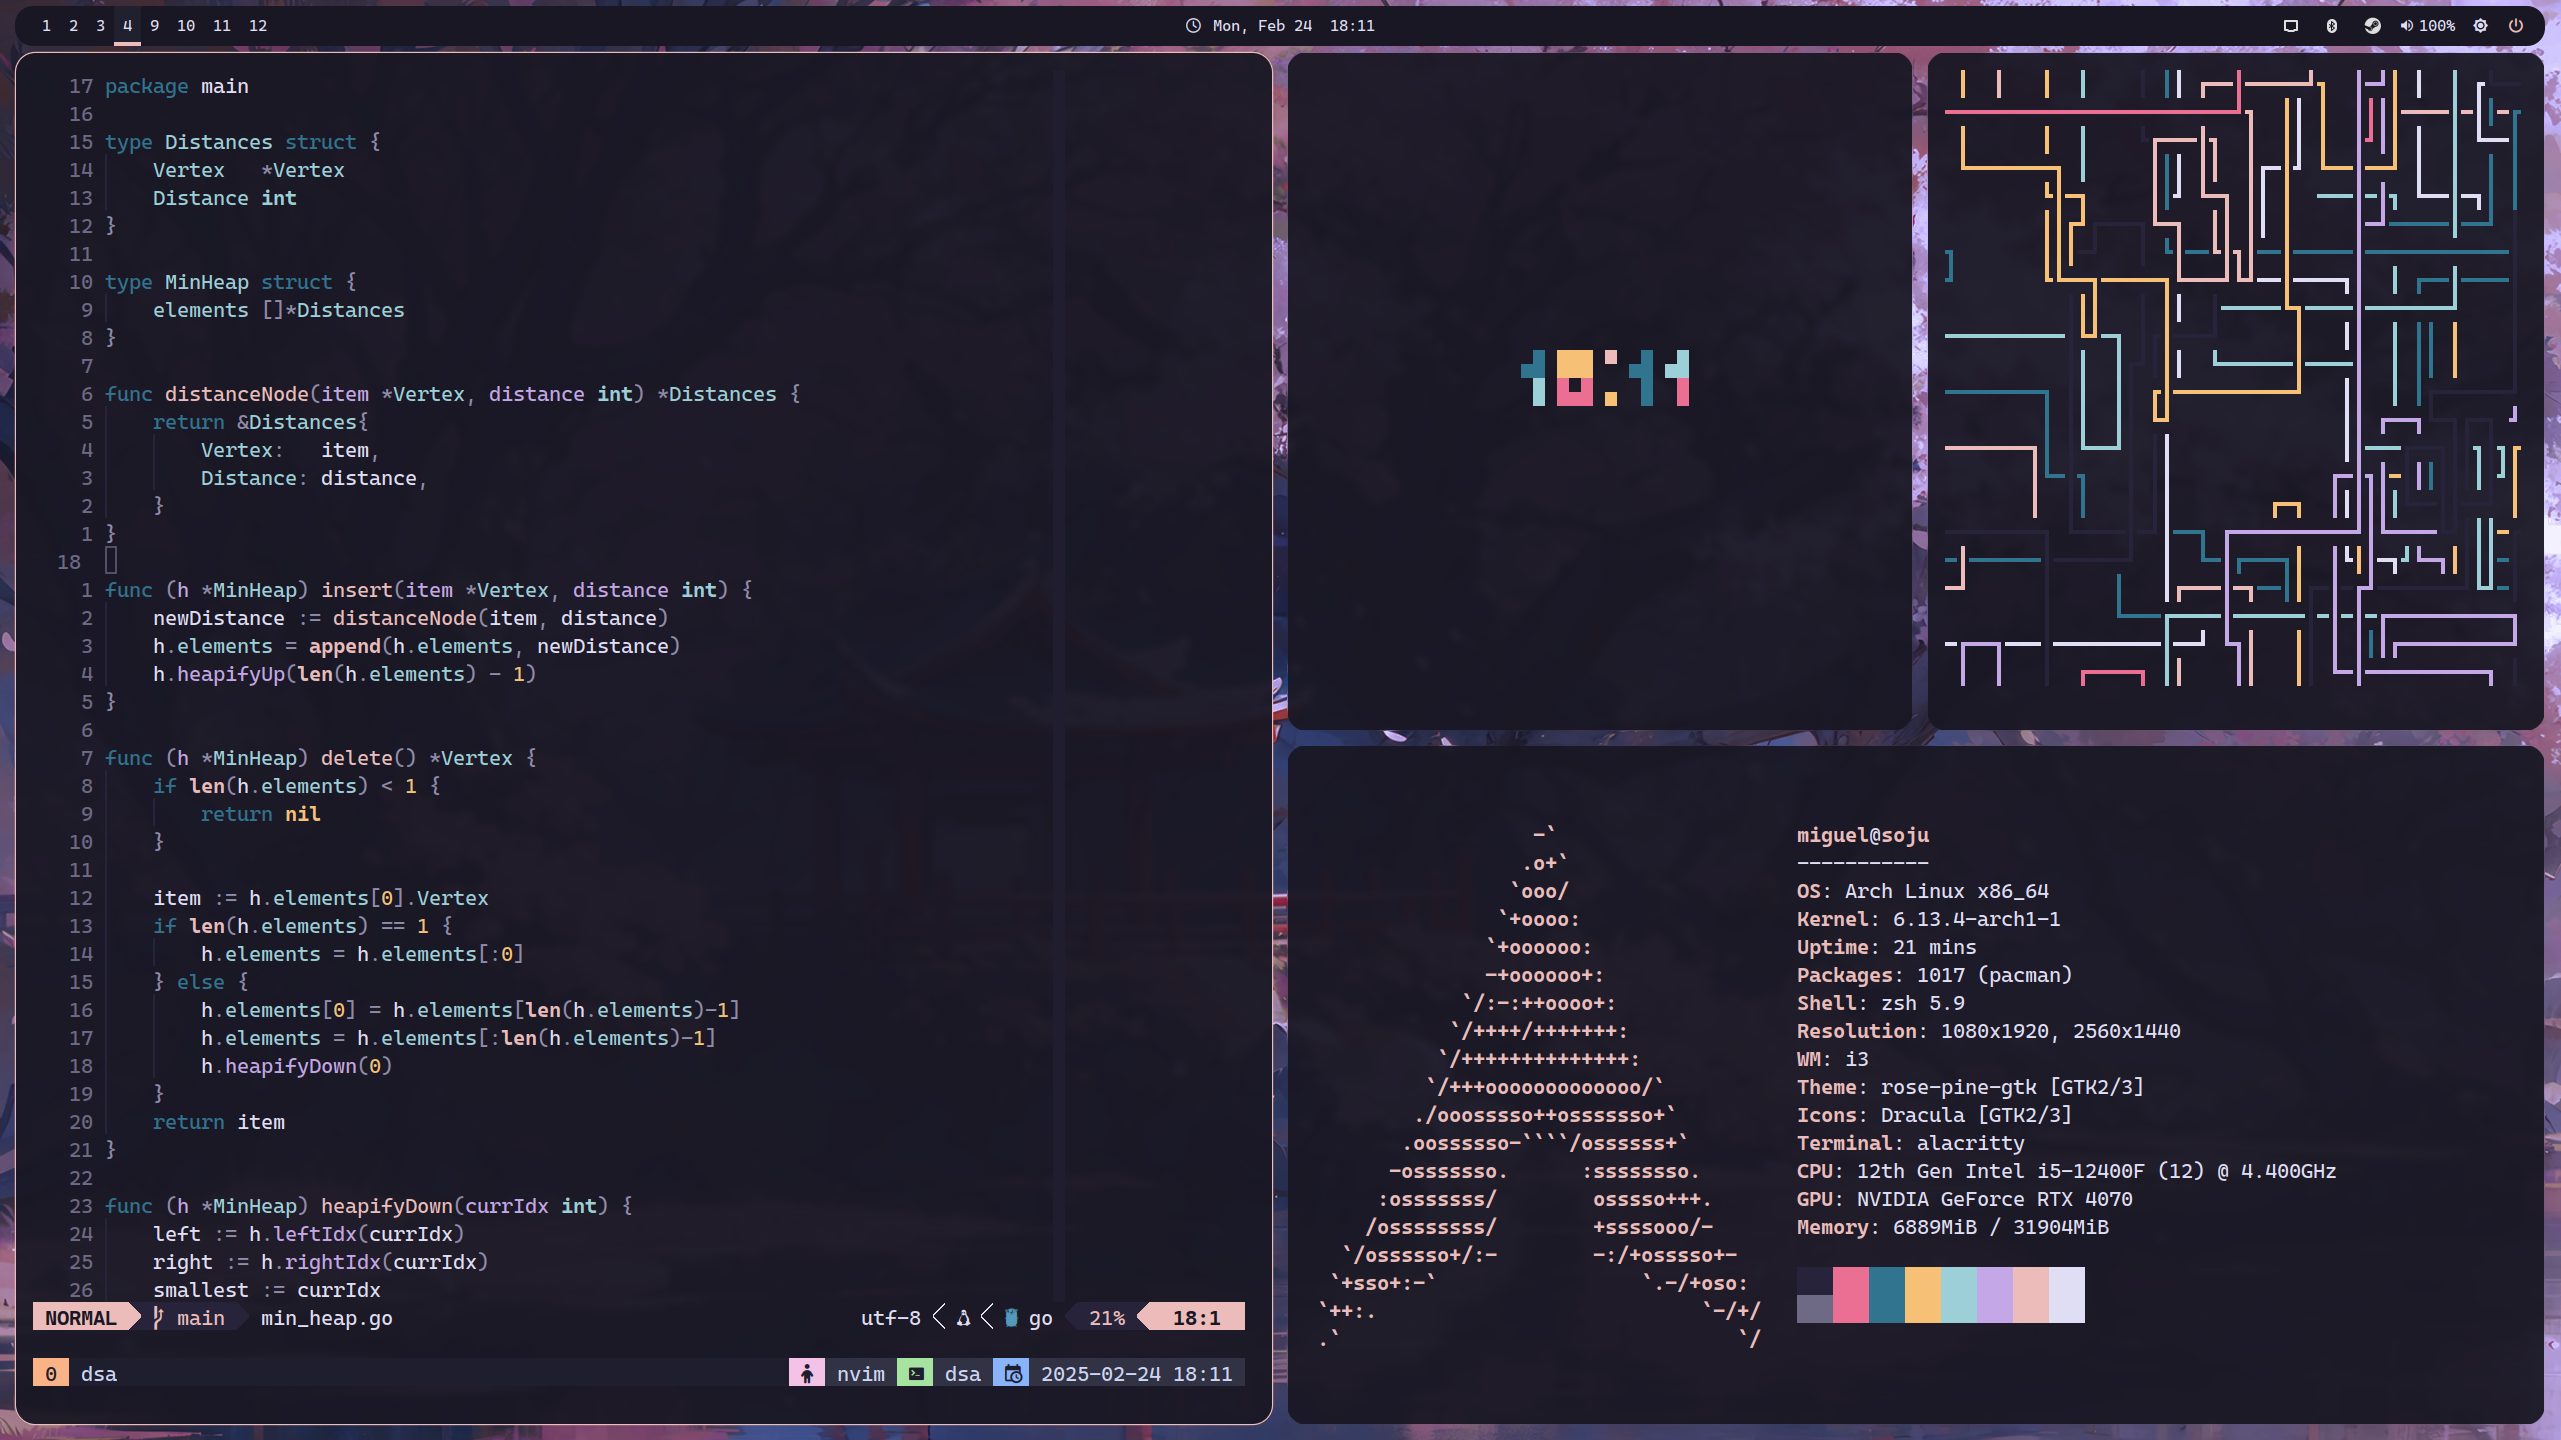 1 2 3 4 9 10 11 12
Mon, Feb 24 18:11
100%
17 package main
16
15 type Distances struct {
14     Vertex   *Vertex
13     Distance int
12 }
11
10 type MinHeap struct {
9     elements []*Distances
8 }
7
6 func distanceNode(item *Vertex, distance int) *Distances {
5     return &Distances{
4         Vertex:   item,
3         Distance: distance,
2     }
1 }
18
1 func (h *MinHeap) insert(item *Vertex, distance int) {
2     newDistance := distanceNode(item, distance)
3     h.elements = append(h.elements, newDistance)
4     h.heapifyUp(len(h.elements) - 1)
5 }
6
7 func (h *MinHeap) delete() *Vertex {
8     if len(h.elements) < 1 {
9         return nil
10     }
11
12     item := h.elements[0].Vertex
13     if len(h.elements) == 1 {
14         h.elements = h.elements[:0]
15     } else {
16         h.elements[0] = h.elements[len(h.elements)-1]
17         h.elements = h.elements[:len(h.elements)-1]
18         h.heapifyDown(0)
19     }
20     return item
21 }
22
23 func (h *MinHeap) heapifyDown(currIdx int) {
24     left := h.leftIdx(currIdx)
25     right := h.rightIdx(currIdx)
26     smallest := currIdx
NORMAL main min_heap.go utf-8 go 21% 18:1
0 dsa nvim dsa 2025-02-24 18:11
18:11
-`
.o+`
`ooo/
`+oooo:
`+oooooo:
-+oooooo+:
`/:-:++oooo+:
`/++++/+++++++:
`/++++++++++++++:
`/+++ooooooooooooo/`
./ooosssso++osssssso+`
.oossssso-````/ossssss+`
-osssssso.      :ssssssso.
:osssssss/        osssso+++.
/ossssssss/        +ssssooo/-
`/ossssso+/:-        -:/+osssso+-
`+sso+:-`                 `.-/+oso:
`++:.                           `-/+/
.`                                 `/
miguel@soju
-----------
OS: Arch Linux x86_64
Kernel: 6.13.4-arch1-1
Uptime: 21 mins
Packages: 1017 (pacman)
Shell: zsh 5.9
Resolution: 1080x1920, 2560x1440
WM: i3
Theme: rose-pine-gtk [GTK2/3]
Icons: Dracula [GTK2/3]
Terminal: alacritty
CPU: 12th Gen Intel i5-12400F (12) @ 4.400GHz
GPU: NVIDIA GeForce RTX 4070
Memory: 6889MiB / 31904MiB